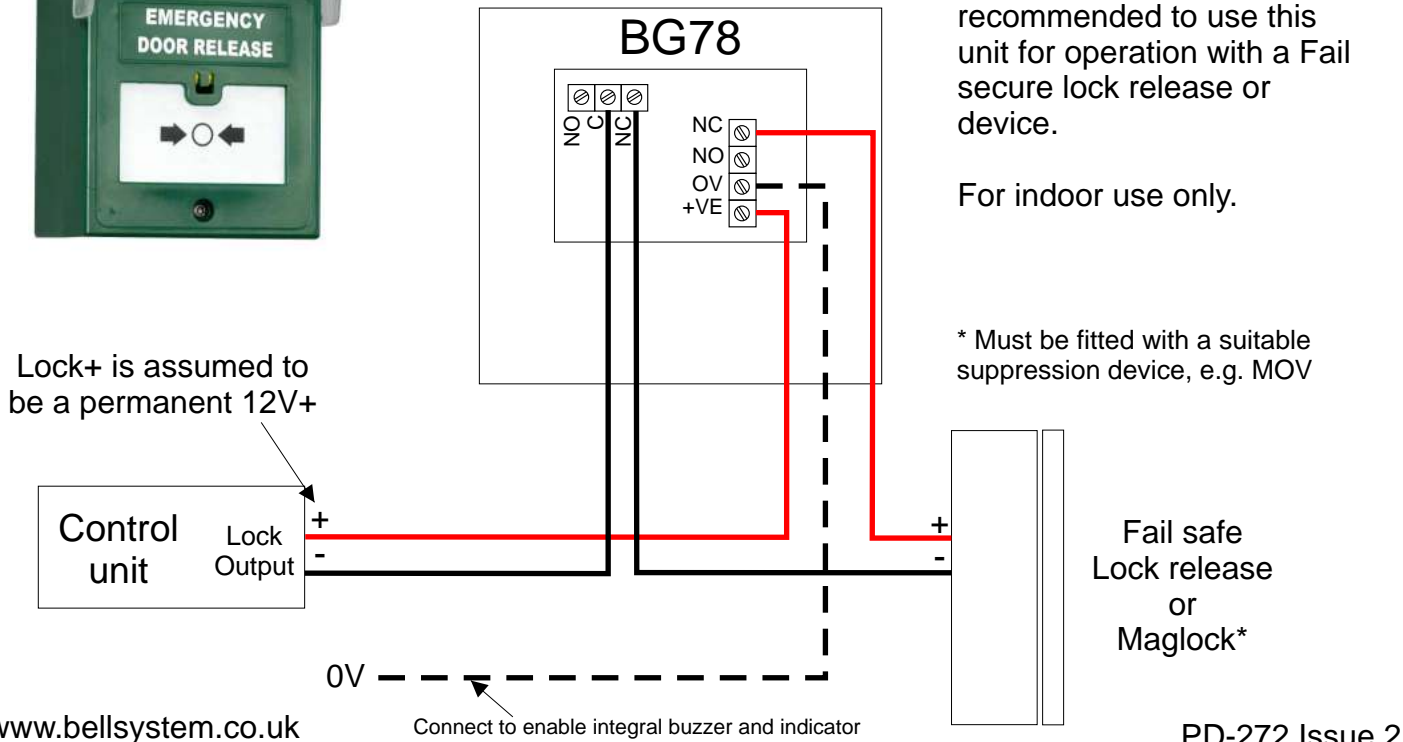 EMERGENCY
DOOR RELEASE
BG78
NO
C
NC
NC
NO
OV
+VE
recommended to use this
unit for operation with a Fail
secure lock release or
device.
For indoor use only.
* Must be fitted with a suitable
suppression device, e.g. MOV
Lock+ is assumed to
be a permanent 12V+
Control
unit
Lock
Output
+
-
+
-
Fail safe
Lock release
or
Maglock*
0V
Connect to enable integral buzzer and indicator
www.bellsystem.co.uk
PD-272 Issue 2